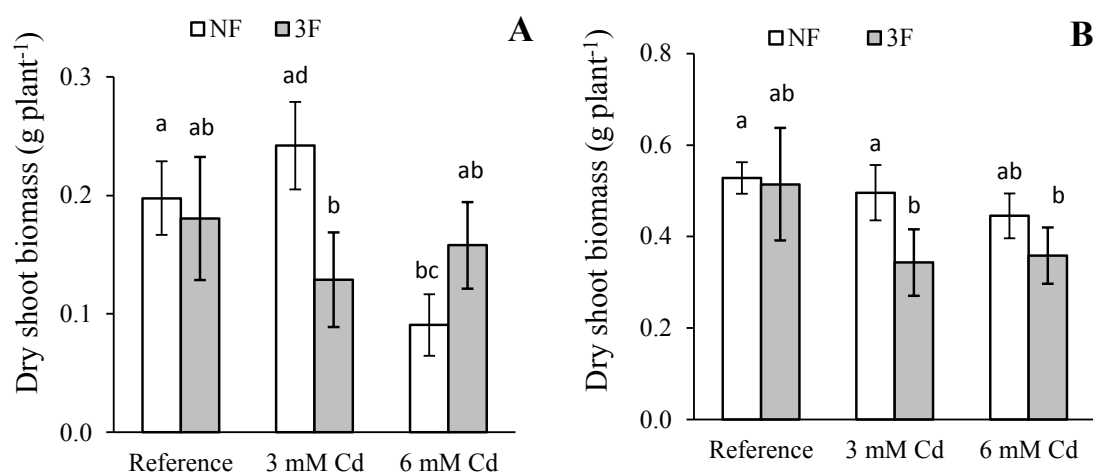 NF 3F
A
Dry shoot biomass (g plant⁻¹)
0.3
0.2
0.1
0.0
a ab ad b bc ab
Reference 3 mM Cd 6 mM Cd
NF 3F
B
Dry shoot biomass (g plant⁻¹)
0.8
0.6
0.4
0.2
0.0
a ab a b ab b
Reference 3 mM Cd 6 mM Cd